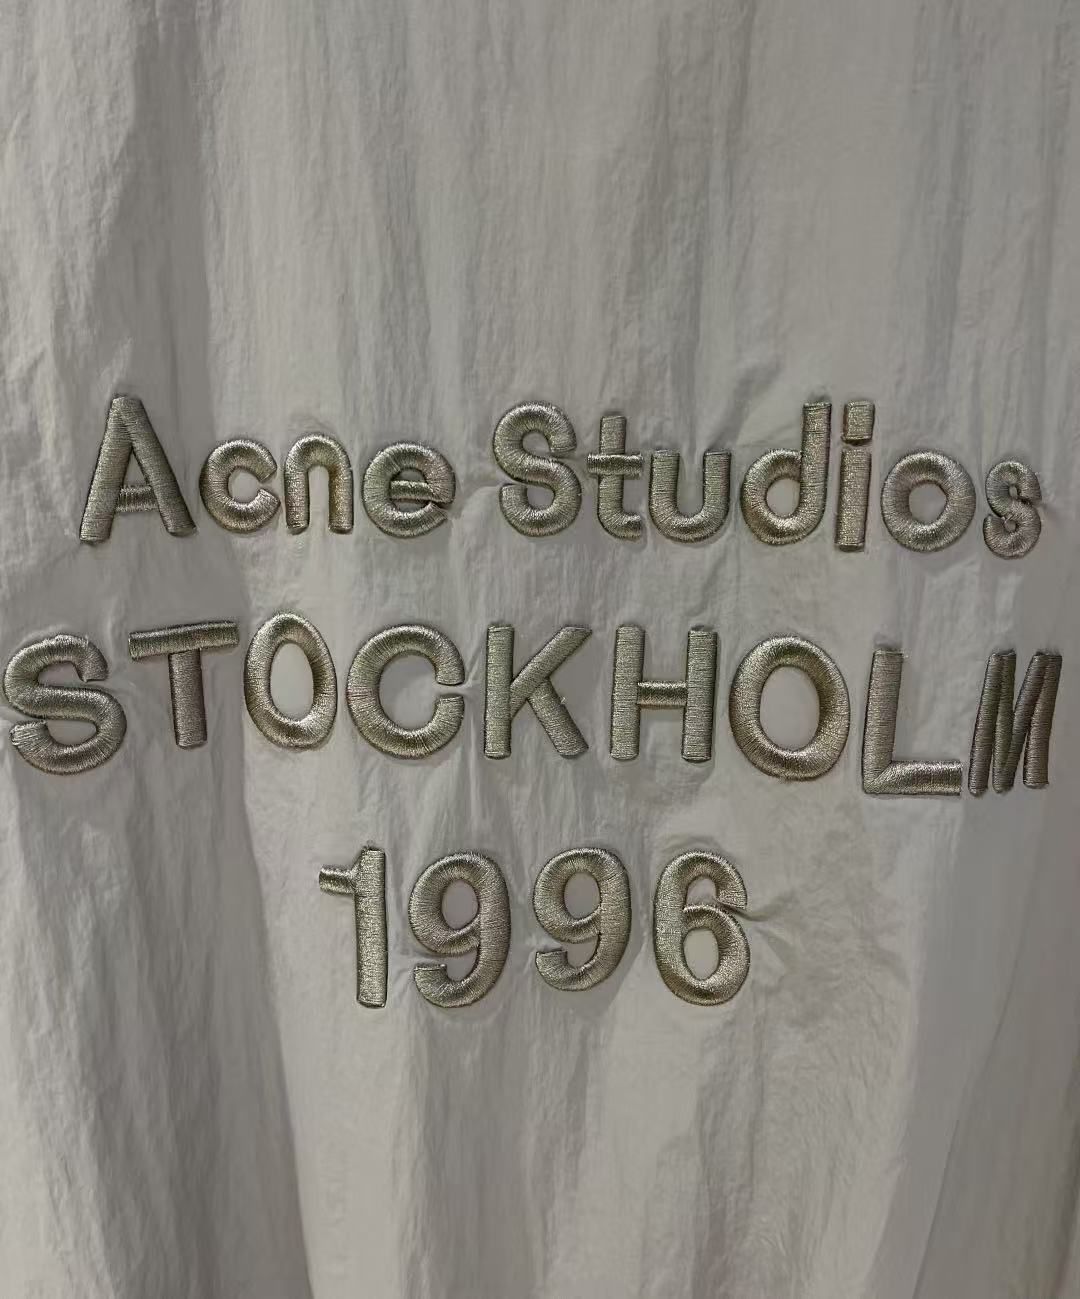 Acne Studios
STOCKHOLM
1996